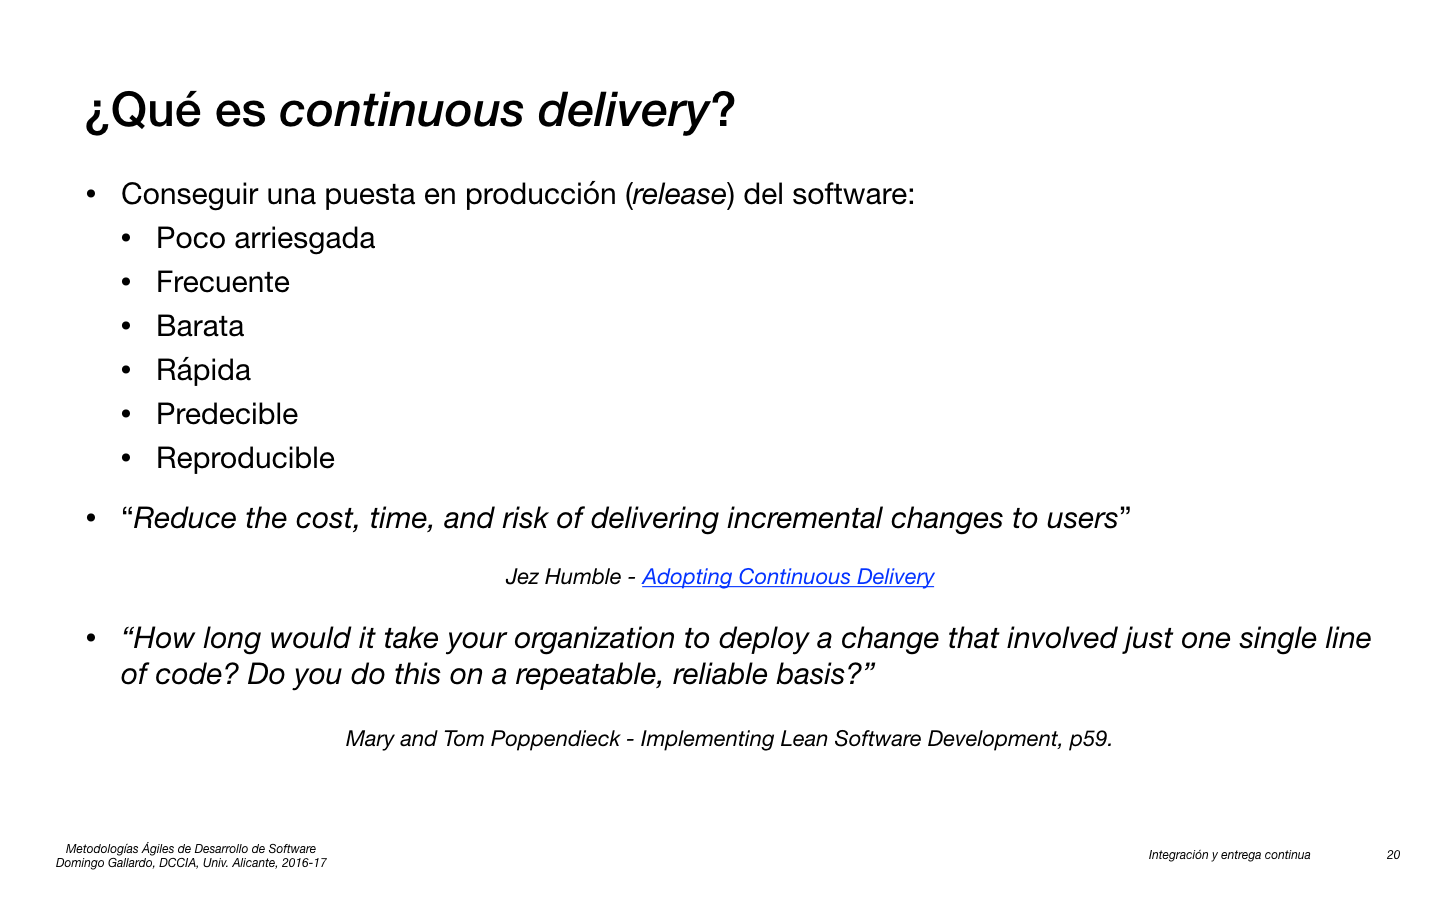 ¿Qué es continuous delivery?
• Conseguir una puesta en producción (release) del software:
• Poco arriesgada
• Frecuente
• Barata
• Rápida
• Predecible
• Reproducible
• “Reduce the cost, time, and risk of delivering incremental changes to users”
Jez Humble - Adopting Continuous Delivery
• “How long would it take your organization to deploy a change that involved just one single line
of code? Do you do this on a repeatable, reliable basis?”
Mary and Tom Poppendieck - Implementing Lean Software Development, p59.
Metodologías Ágiles de Desarrollo de Software
Domingo Gallardo, DCCIA, Univ. Alicante, 2016-17
Integración y entrega continua
20